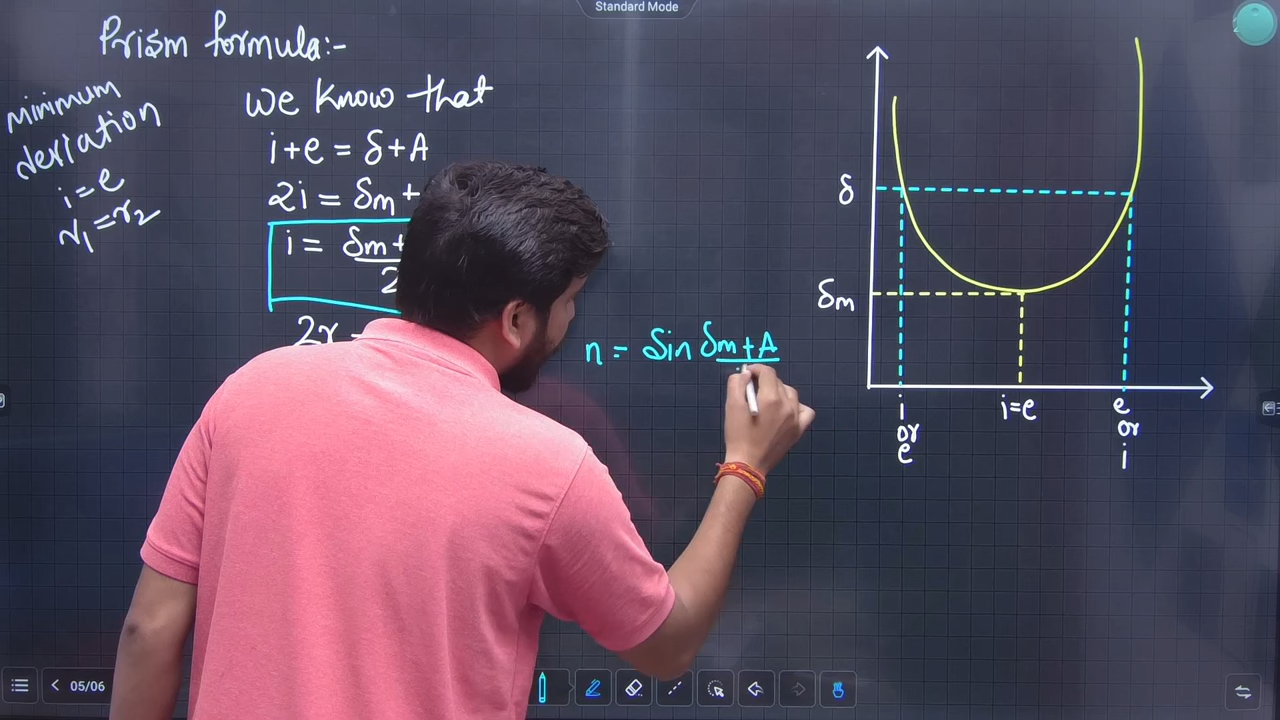 Standard Mode
Prism formula:-
minimum
deviation
i=e
r₁=r₂
we know that
i+e = δ+A
2i = δm+
i = δm+
2
2r
n = Sin δm+A
δ
δm
i
or
e
i=e
e
or
i
05/06